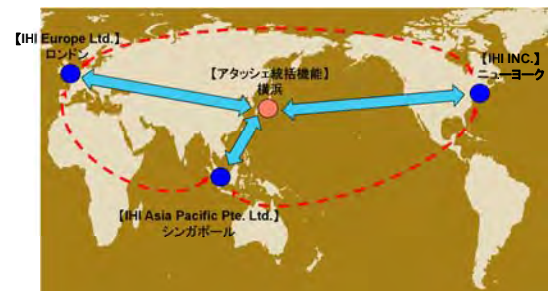 【IHI Europe Ltd.】
ロンドン
【アタッシェ統括機能】
横浜
【IHI INC.】
ニューヨーク
【IHI Asia Pacific Pte. Ltd.】
シンガポール